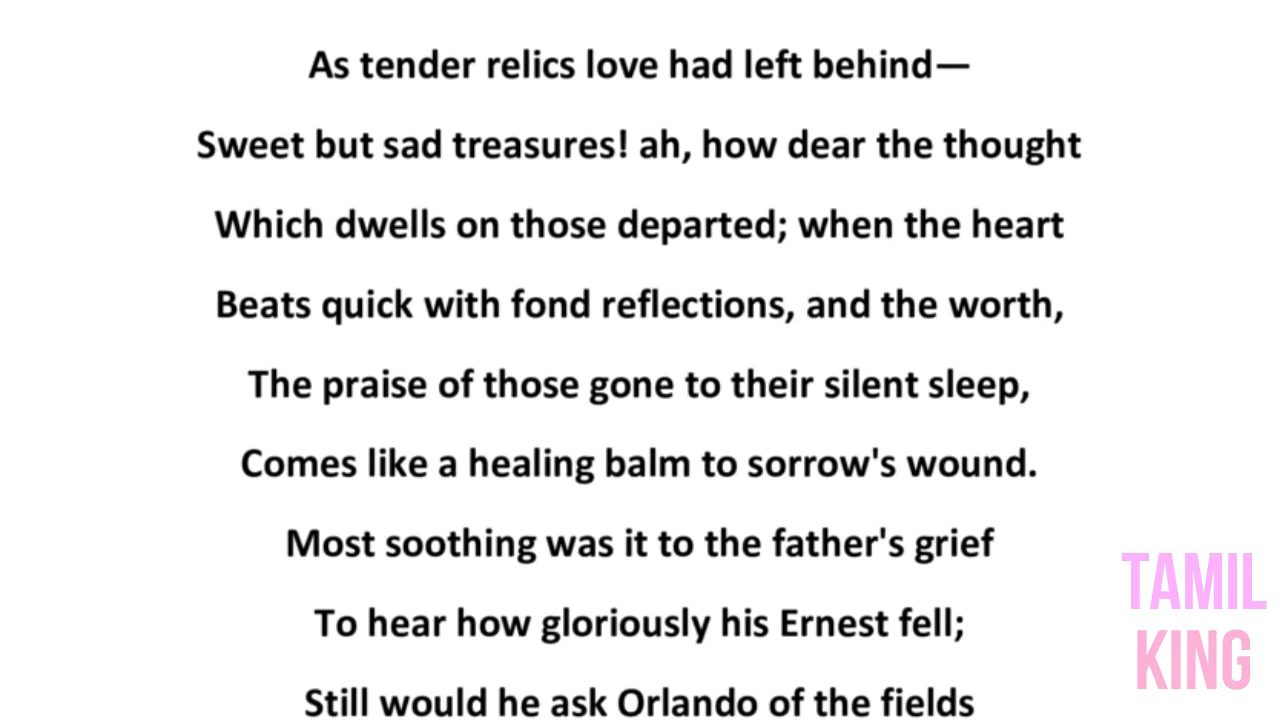 As tender relics love had left behind—
Sweet but sad treasures! ah, how dear the thought
Which dwells on those departed; when the heart
Beats quick with fond reflections, and the worth,
The praise of those gone to their silent sleep,
Comes like a healing balm to sorrow's wound.
Most soothing was it to the father's grief
To hear how gloriously his Ernest fell;
Still would he ask Orlando of the fields
TAMIL
KING